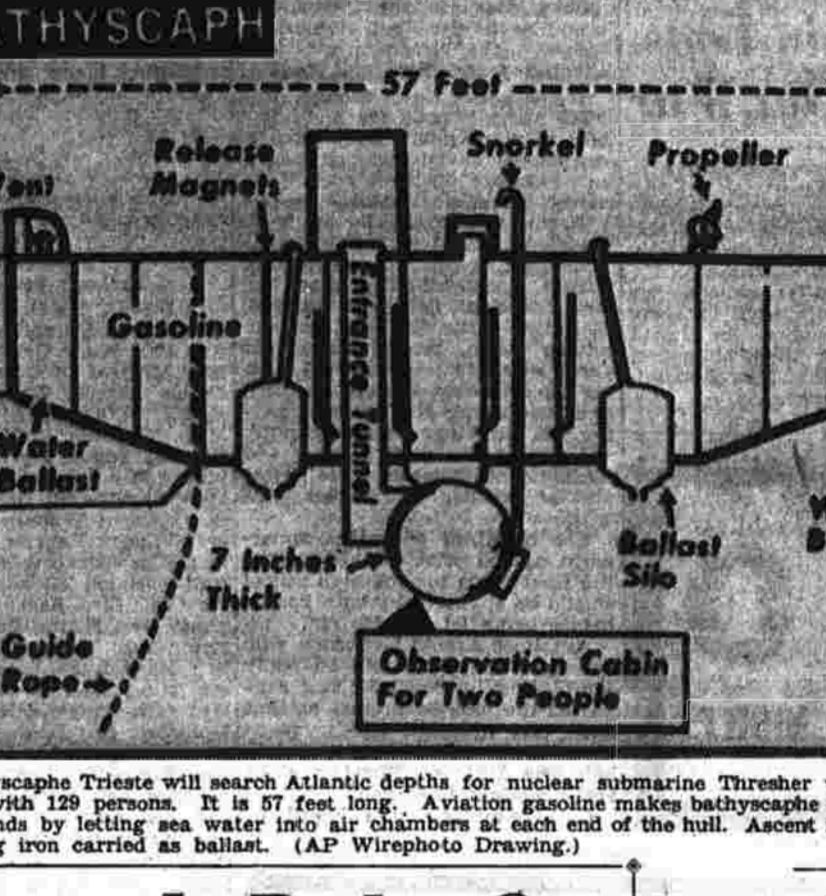 ATHYSCAPH
57 Feet
Release
Magnets
Snorkel
Propeller
Vent
Gasoline
Entrance Tunnel
Water
Ballast
7 Inches
Thick
Ballast
Silo
Guide
Rope
Observation Cabin
For Two People
yscaphe Trieste will search Atlantic depths for nuclear submarine Thresher
with 129 persons. It is 57 feet long. Aviation gasoline makes bathyscaphe
nds by letting sea water into air chambers at each end of the hull. Ascent
g iron carried as ballast. (AP Wirephoto Drawing.)